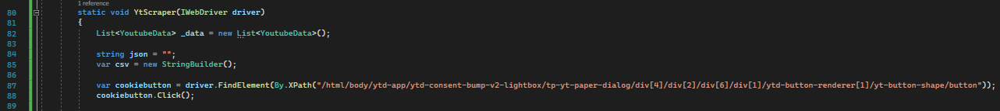 1 reference
80 static void YtScraper(IWebDriver driver)
81 {
82 List<YoutubeData> _data = new List<YoutubeData>();
83
84 string json = "";
85 var csv = new StringBuilder();
86
87 var cookiebutton = driver.FindElement(By.XPath("/html/body/ytd-app/ytd-consent-bump-v2-lightbox/tp-yt-paper-dialog/div[4]/div[2]/div[6]/div[1]/ytd-button-renderer[1]/yt-button-shape/button"));
88 cookiebutton.Click();
89